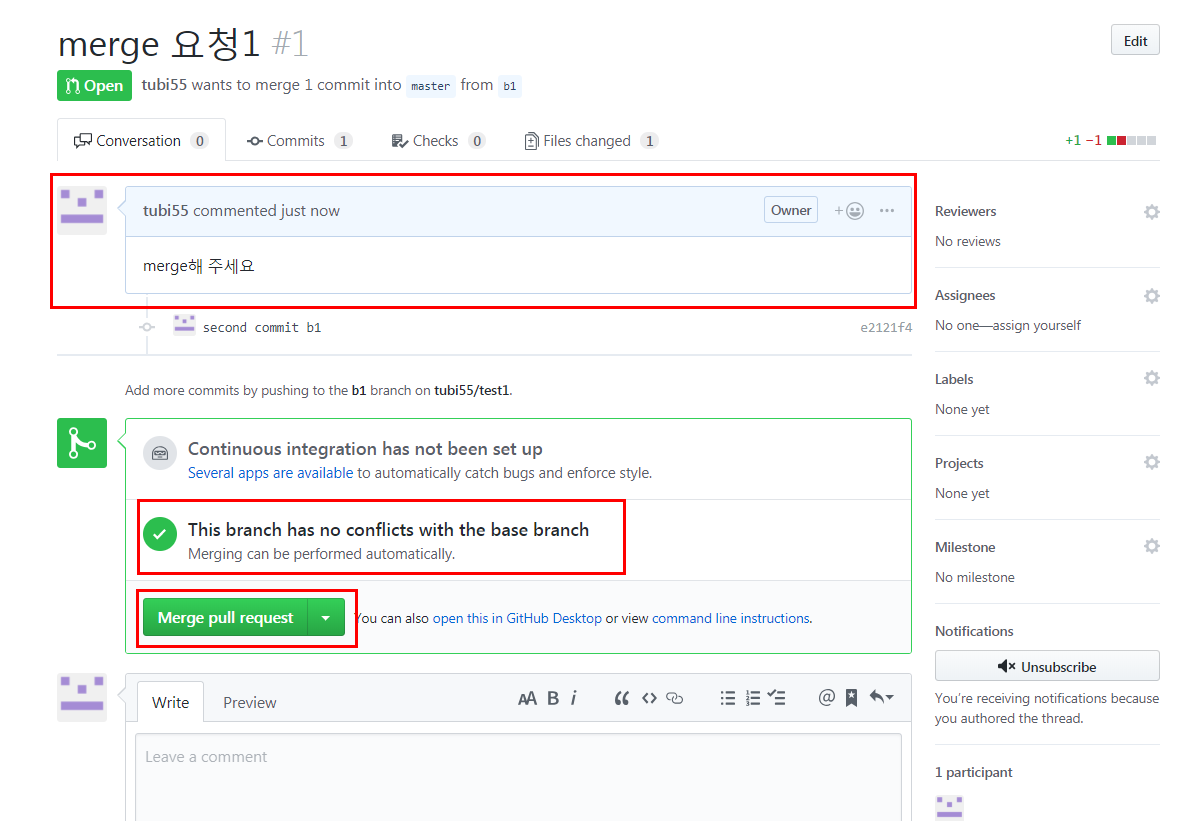 merge 요청1 #1
Edit
Open tubi55 wants to merge 1 commit into master from b1
Conversation 0 Commits 1 Checks 0 Files changed 1 +1 −1
tubi55 commented just now Owner + ...
merge해 주세요
second commit b1 e2121f4
Add more commits by pushing to the b1 branch on tubi55/test1.
Continuous integration has not been set up
Several apps are available to automatically catch bugs and enforce style.
This branch has no conflicts with the base branch
Merging can be performed automatically.
Merge pull request You can also open this in GitHub Desktop or view command line instructions.
Write Preview AA B i “ <> @
Leave a comment
Reviewers
No reviews
Assignees
No one—assign yourself
Labels
None yet
Projects
None yet
Milestone
No milestone
Notifications
Unsubscribe
You’re receiving notifications because
you authored the thread.
1 participant